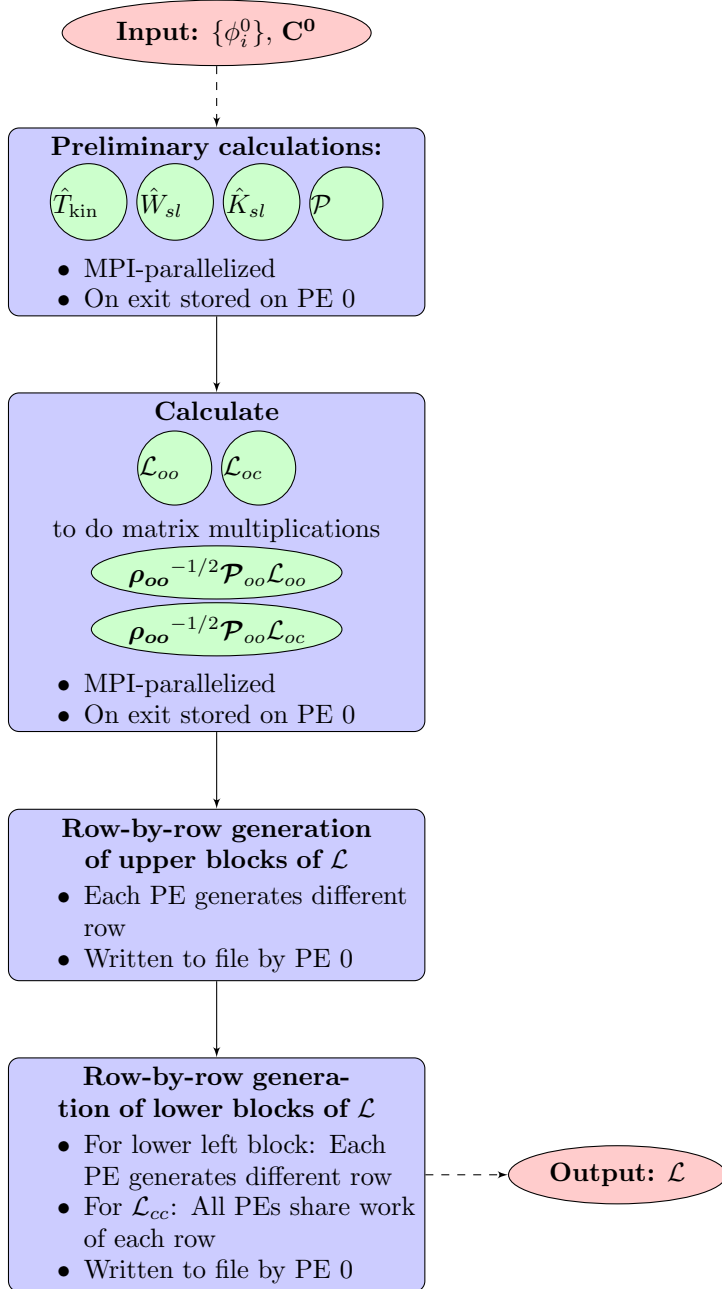 Input: {ϕ_i^0}, C^0
Preliminary calculations:
T̂_kin Ŵ_sl K̂_sl 𝒫
• MPI-parallelized
• On exit stored on PE 0
Calculate
ℒ_oo ℒ_oc
to do matrix multiplications
ρ_oo^{-1/2}𝒫_ooℒ_oo
ρ_oo^{-1/2}𝒫_ooℒ_oc
• MPI-parallelized
• On exit stored on PE 0
Row-by-row generation
of upper blocks of ℒ
• Each PE generates different
row
• Written to file by PE 0
Row-by-row genera-
tion of lower blocks of ℒ
• For lower left block: Each
PE generates different row
• For ℒ_cc: All PEs share work
of each row
• Written to file by PE 0
Output: ℒ